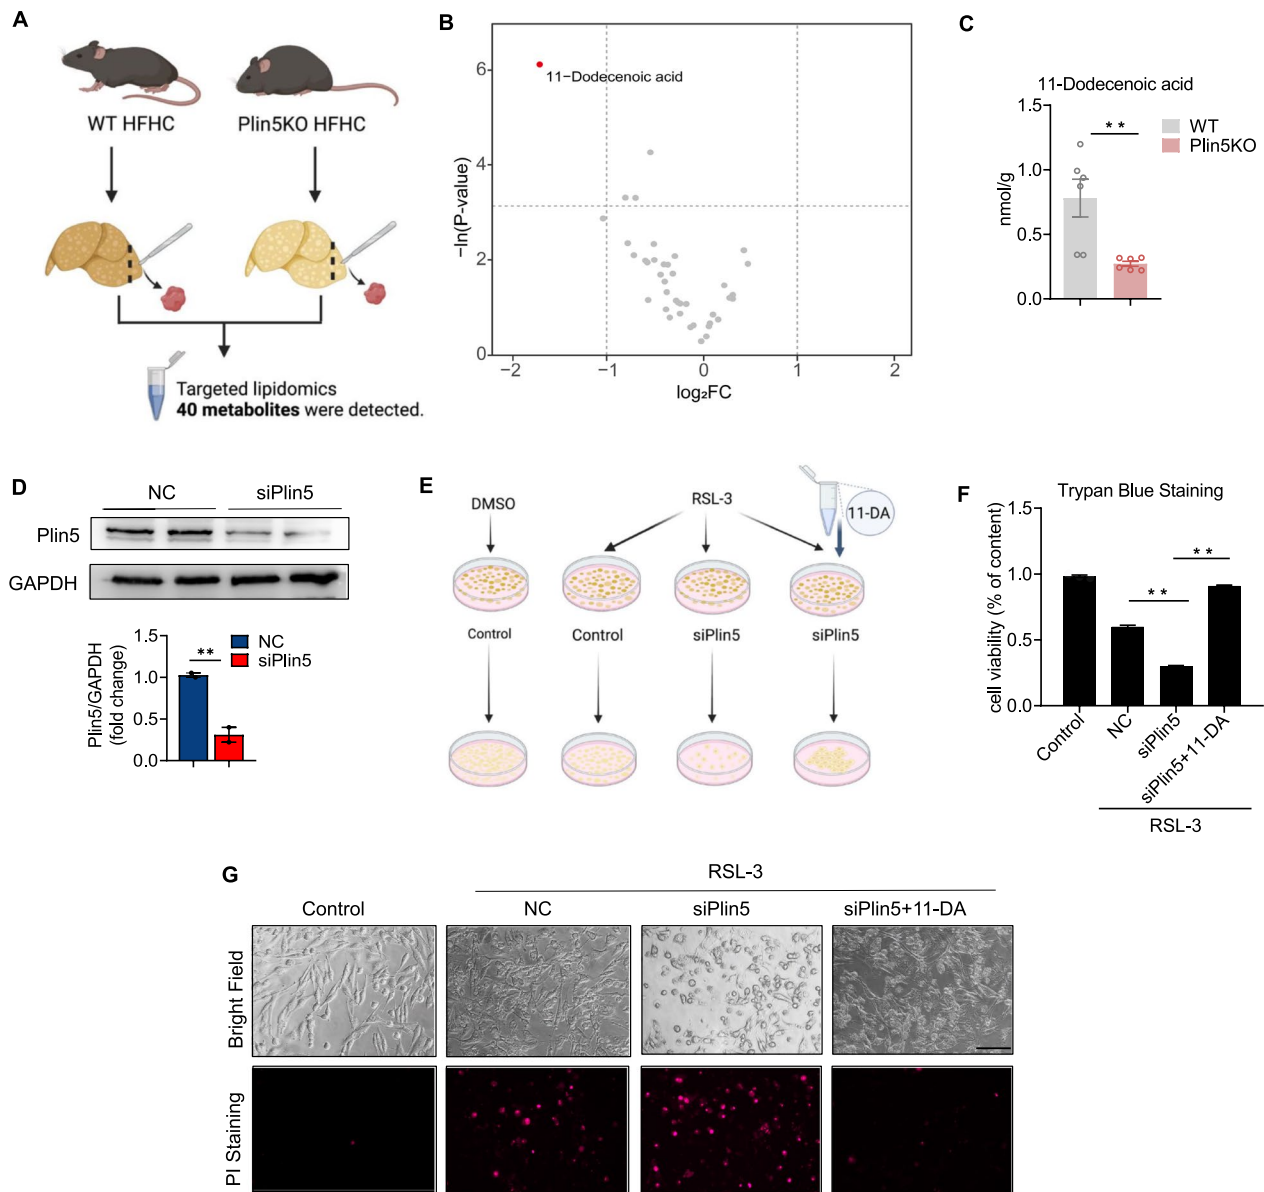 A
WT HFHC
Plin5KO HFHC
Targeted lipidomics
40 metabolites were detected.
B
−ln(P-value)
6
4
2
0
11−Dodecenoic acid
−2
−1
0
1
2
log₂FC
C
11-Dodecenoic acid
nmol/g
1.5
1.0
0.5
0.0
* *
WT
Plin5KO
D
NC
siPlin5
Plin5
GAPDH
Plin5/GAPDH
(fold change)
1.5
1.0
0.5
0.0
**
NC
siPlin5
E
DMSO
RSL-3
11-DA
Control
Control
siPlin5
siPlin5
F
Trypan Blue Staining
cell viability (% of content)
1.5
1.0
0.5
0.0
* *
* *
Control
NC
siPlin5
siPlin5+11-DA
RSL-3
G
RSL-3
Control
NC
siPlin5
siPlin5+11-DA
Bright Field
PI Staining